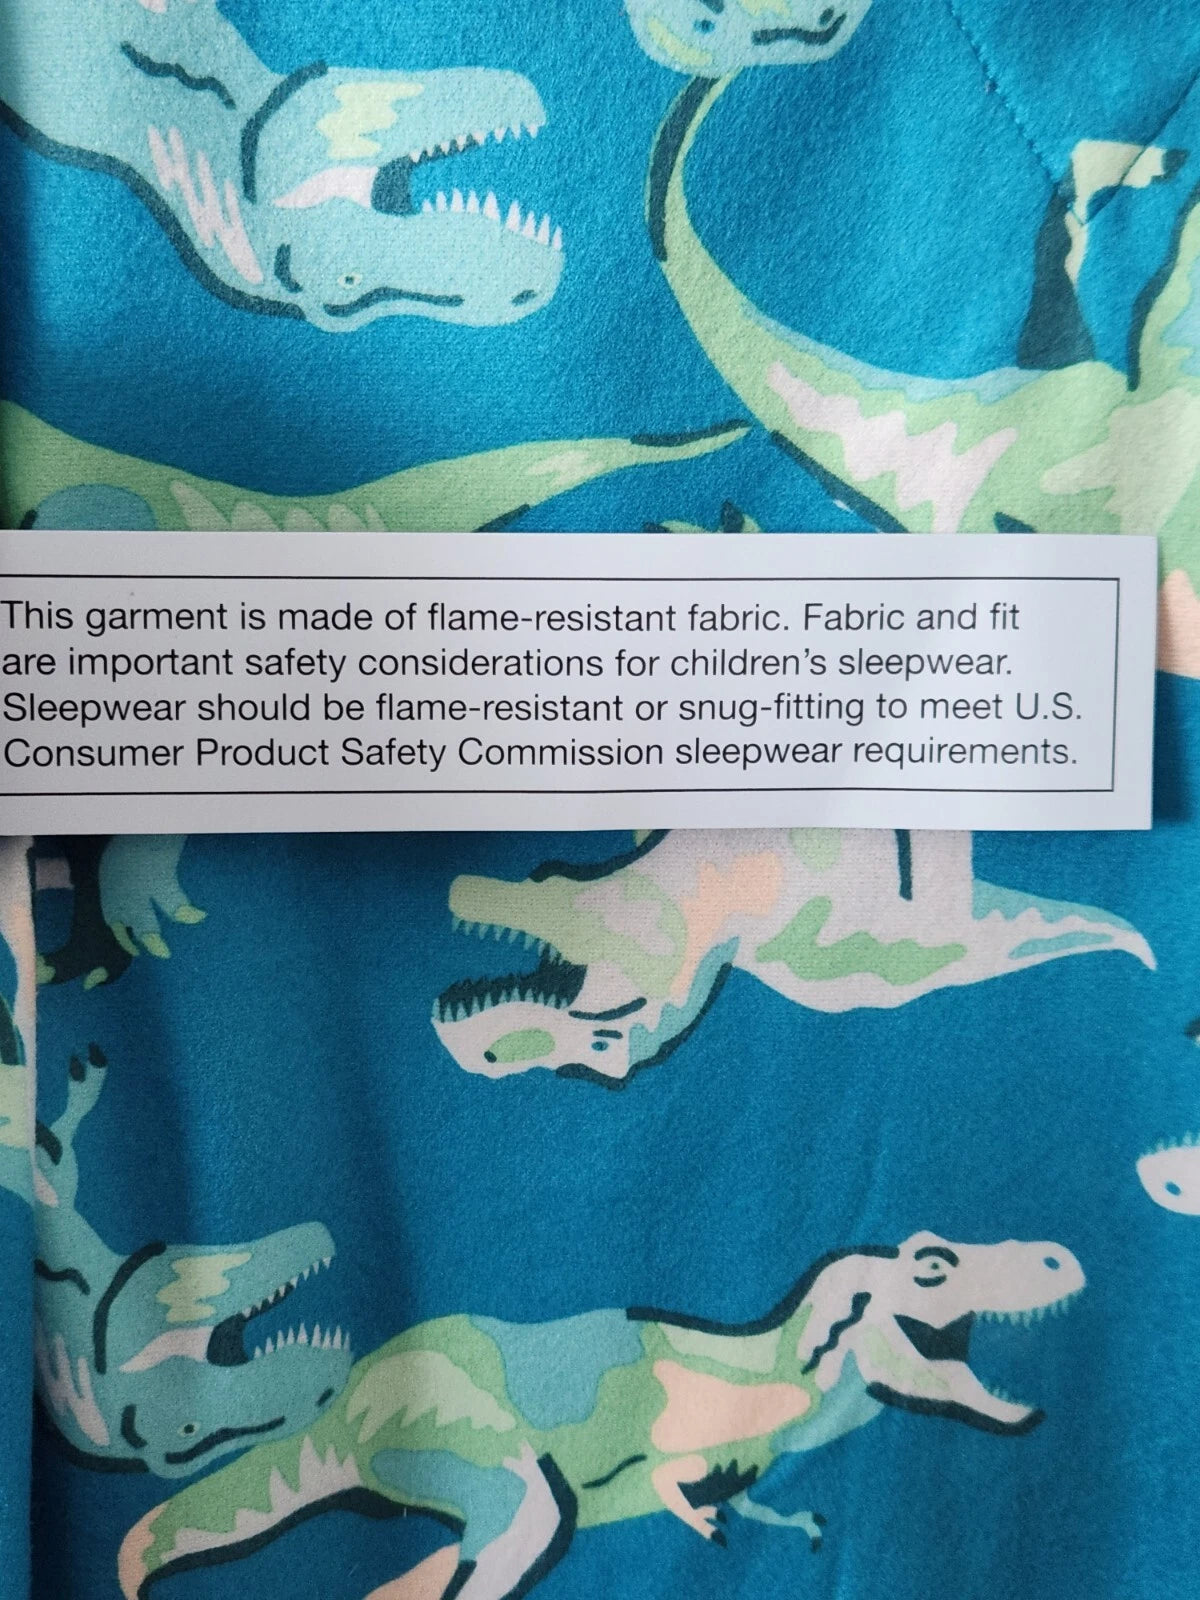 This garment is made of flame-resistant fabric. Fabric and fit
are important safety considerations for children's sleepwear.
Sleepwear should be flame-resistant or snug-fitting to meet U.S.
Consumer Product Safety Commission sleepwear requirements.